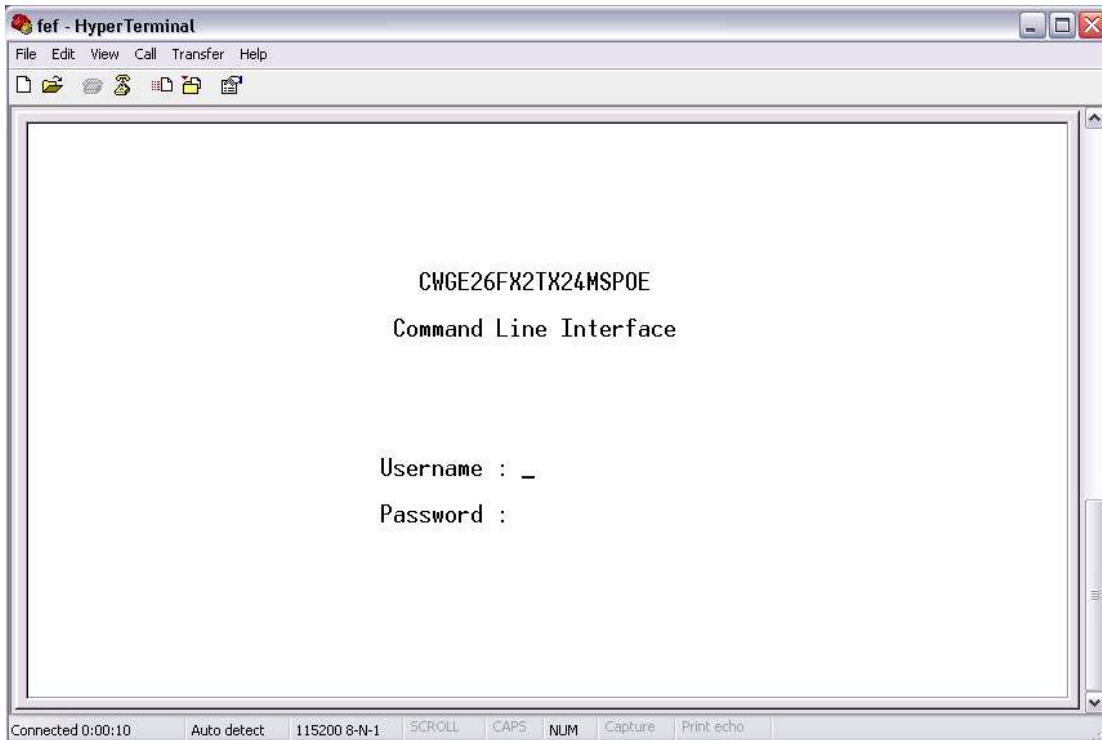 fef - HyperTerminal
File Edit View Call Transfer Help
CWGE26FX2TX24MSPOE
Command Line Interface
Username : _
Password :
Connected 0:00:10 Auto detect 115200 8-N-1 SCROLL CAPS NUM Capture Print echo